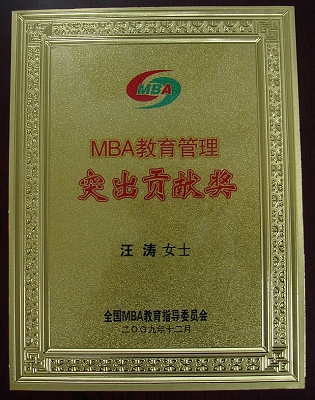 MBA
MBA教育管理
突出贡献奖
汪涛 女士
全国MBA教育指导委员会
二〇〇九年十二月